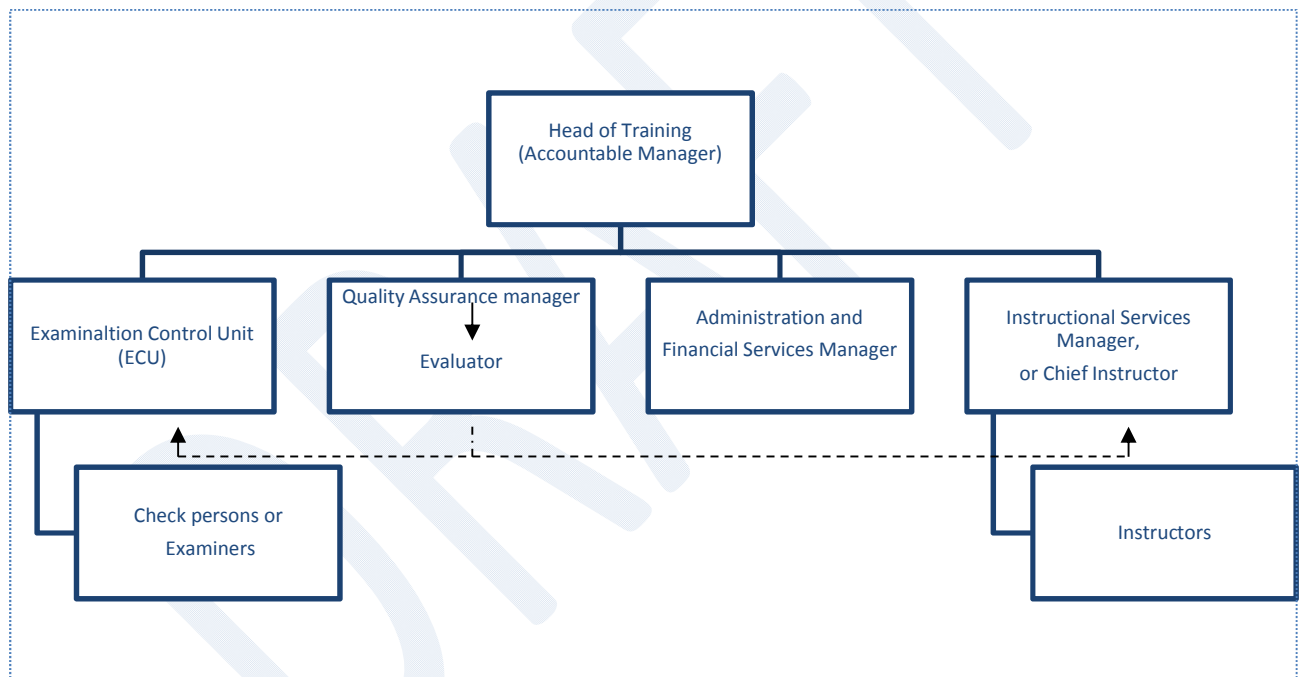 Head of Training
(Accountable Manager)
Examinaltion Control Unit
(ECU)
Quality Assurance manager
Evaluator
Administration and
Financial Services Manager
Instructional Services
Manager,
or Chief Instructor
Check persons or
Examiners
Instructors
DRAFT